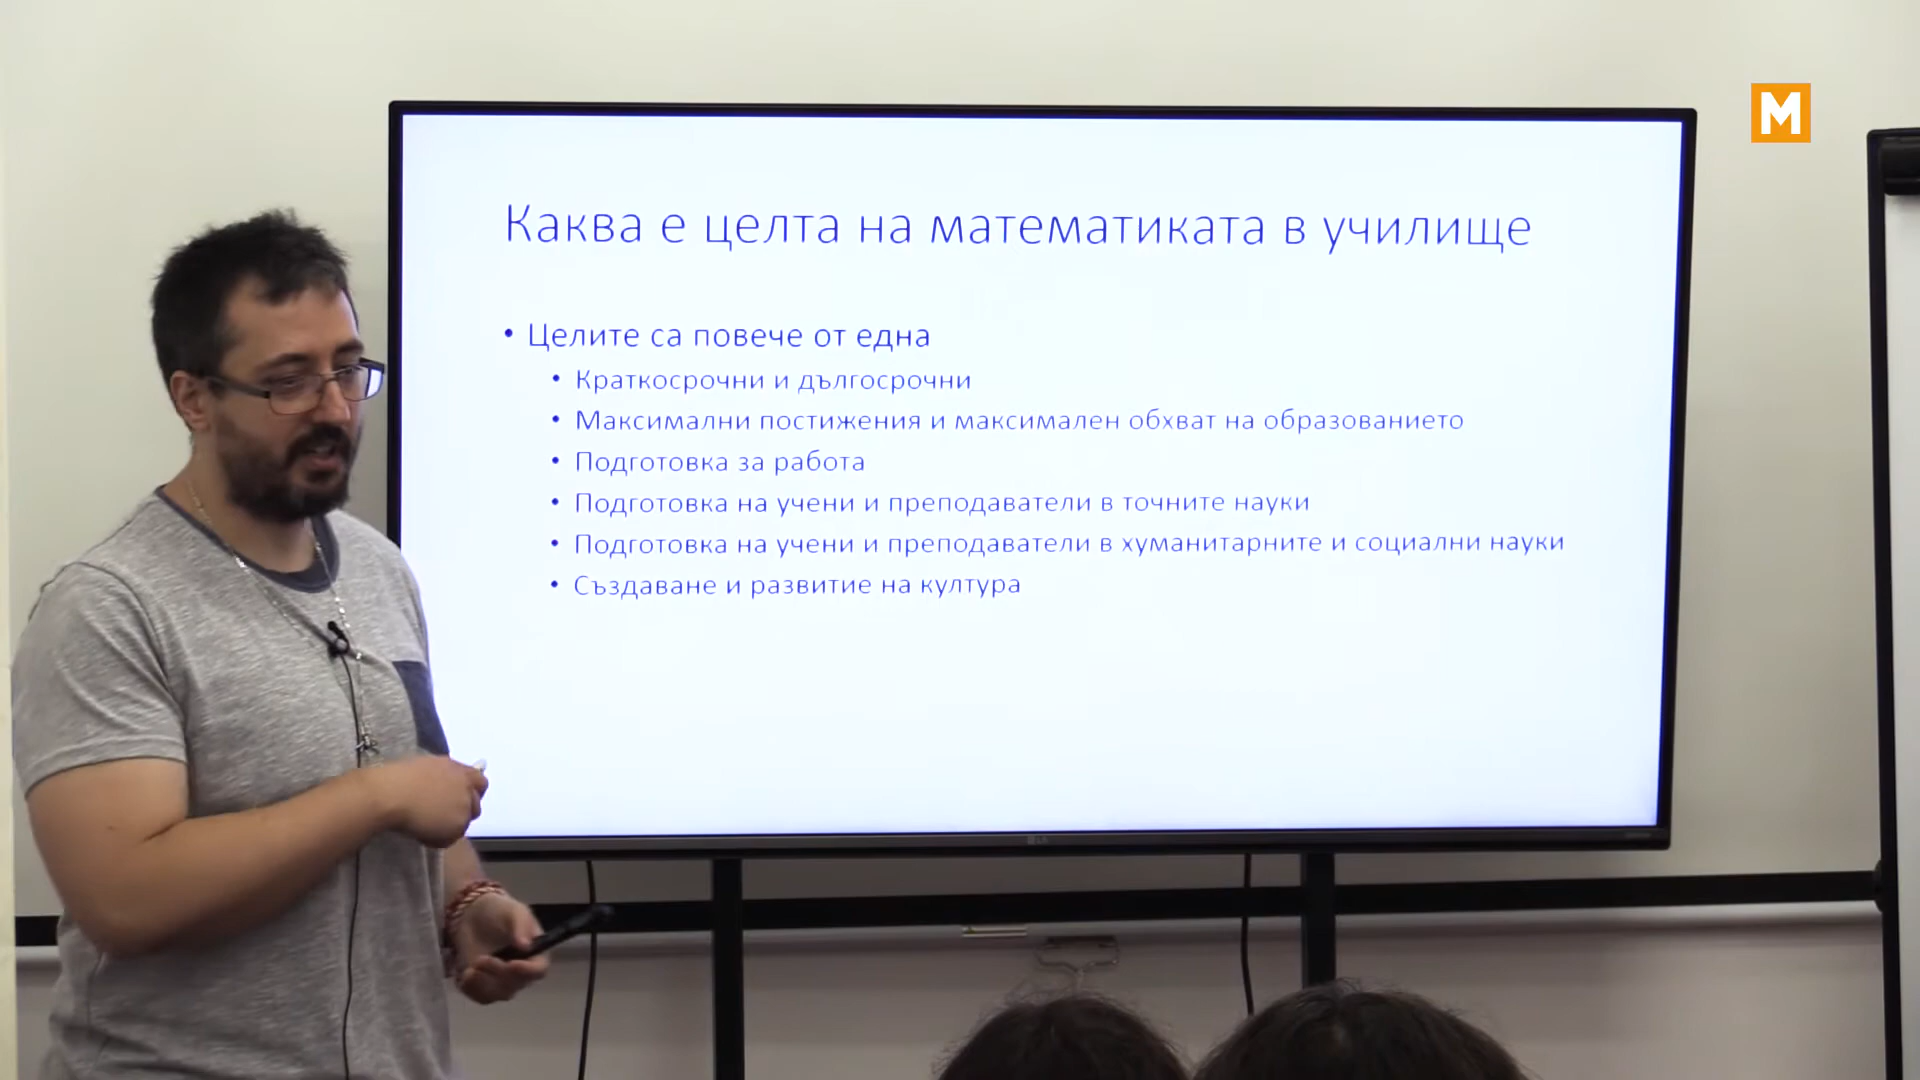 M
Каква е целта на математиката в училище
• Целите са повече от една
• Краткосрочни и дългосрочни
• Максимални постижения и максимален обхват на образованието
• Подготовка за работа
• Подготовка на учени и преподаватели в точните науки
• Подготовка на учени и преподаватели в хуманитарните и социални науки
• Създаване и развитие на култура
LG